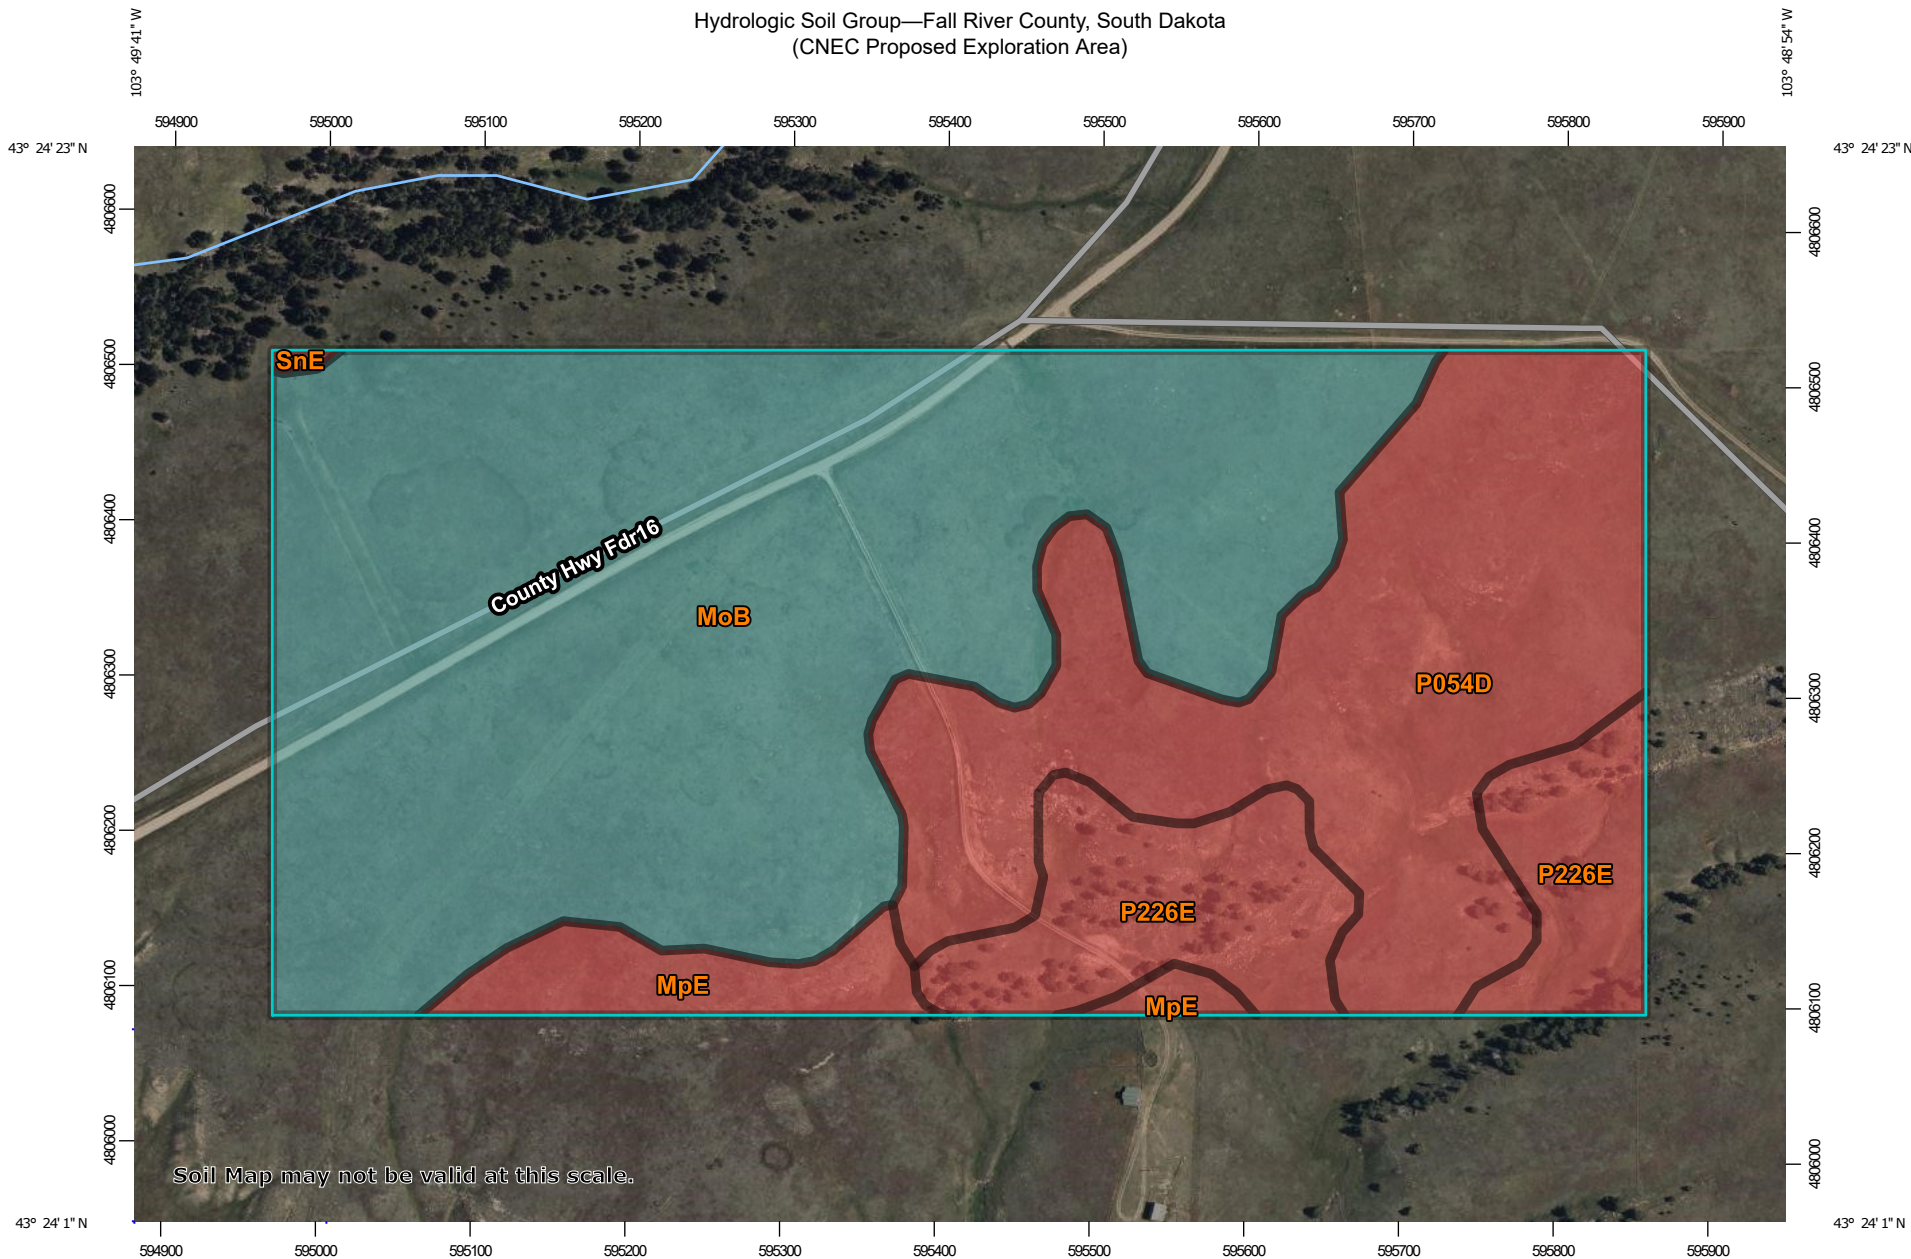 Hydrologic Soil Group—Fall River County, South Dakota
(CNEC Proposed Exploration Area)
103° 49' 41'' W
103° 48' 54'' W
594900 595000 595100 595200 595300 595400 595500 595600 595700 595800 595900
43° 24' 23'' N
43° 24' 23'' N
4806600
4806600
4806500
4806500
4806400
4806400
4806300
4806300
4806200
4806200
4806100
4806100
4806000
4806000
SnE
County Hwy Fdr16
MoB
P054D
P226E
P226E
MpE
MpE
Soil Map may not be valid at this scale.
43° 24' 1'' N
43° 24' 1'' N
594900 595000 595100 595200 595300 595400 595500 595600 595700 595800 595900